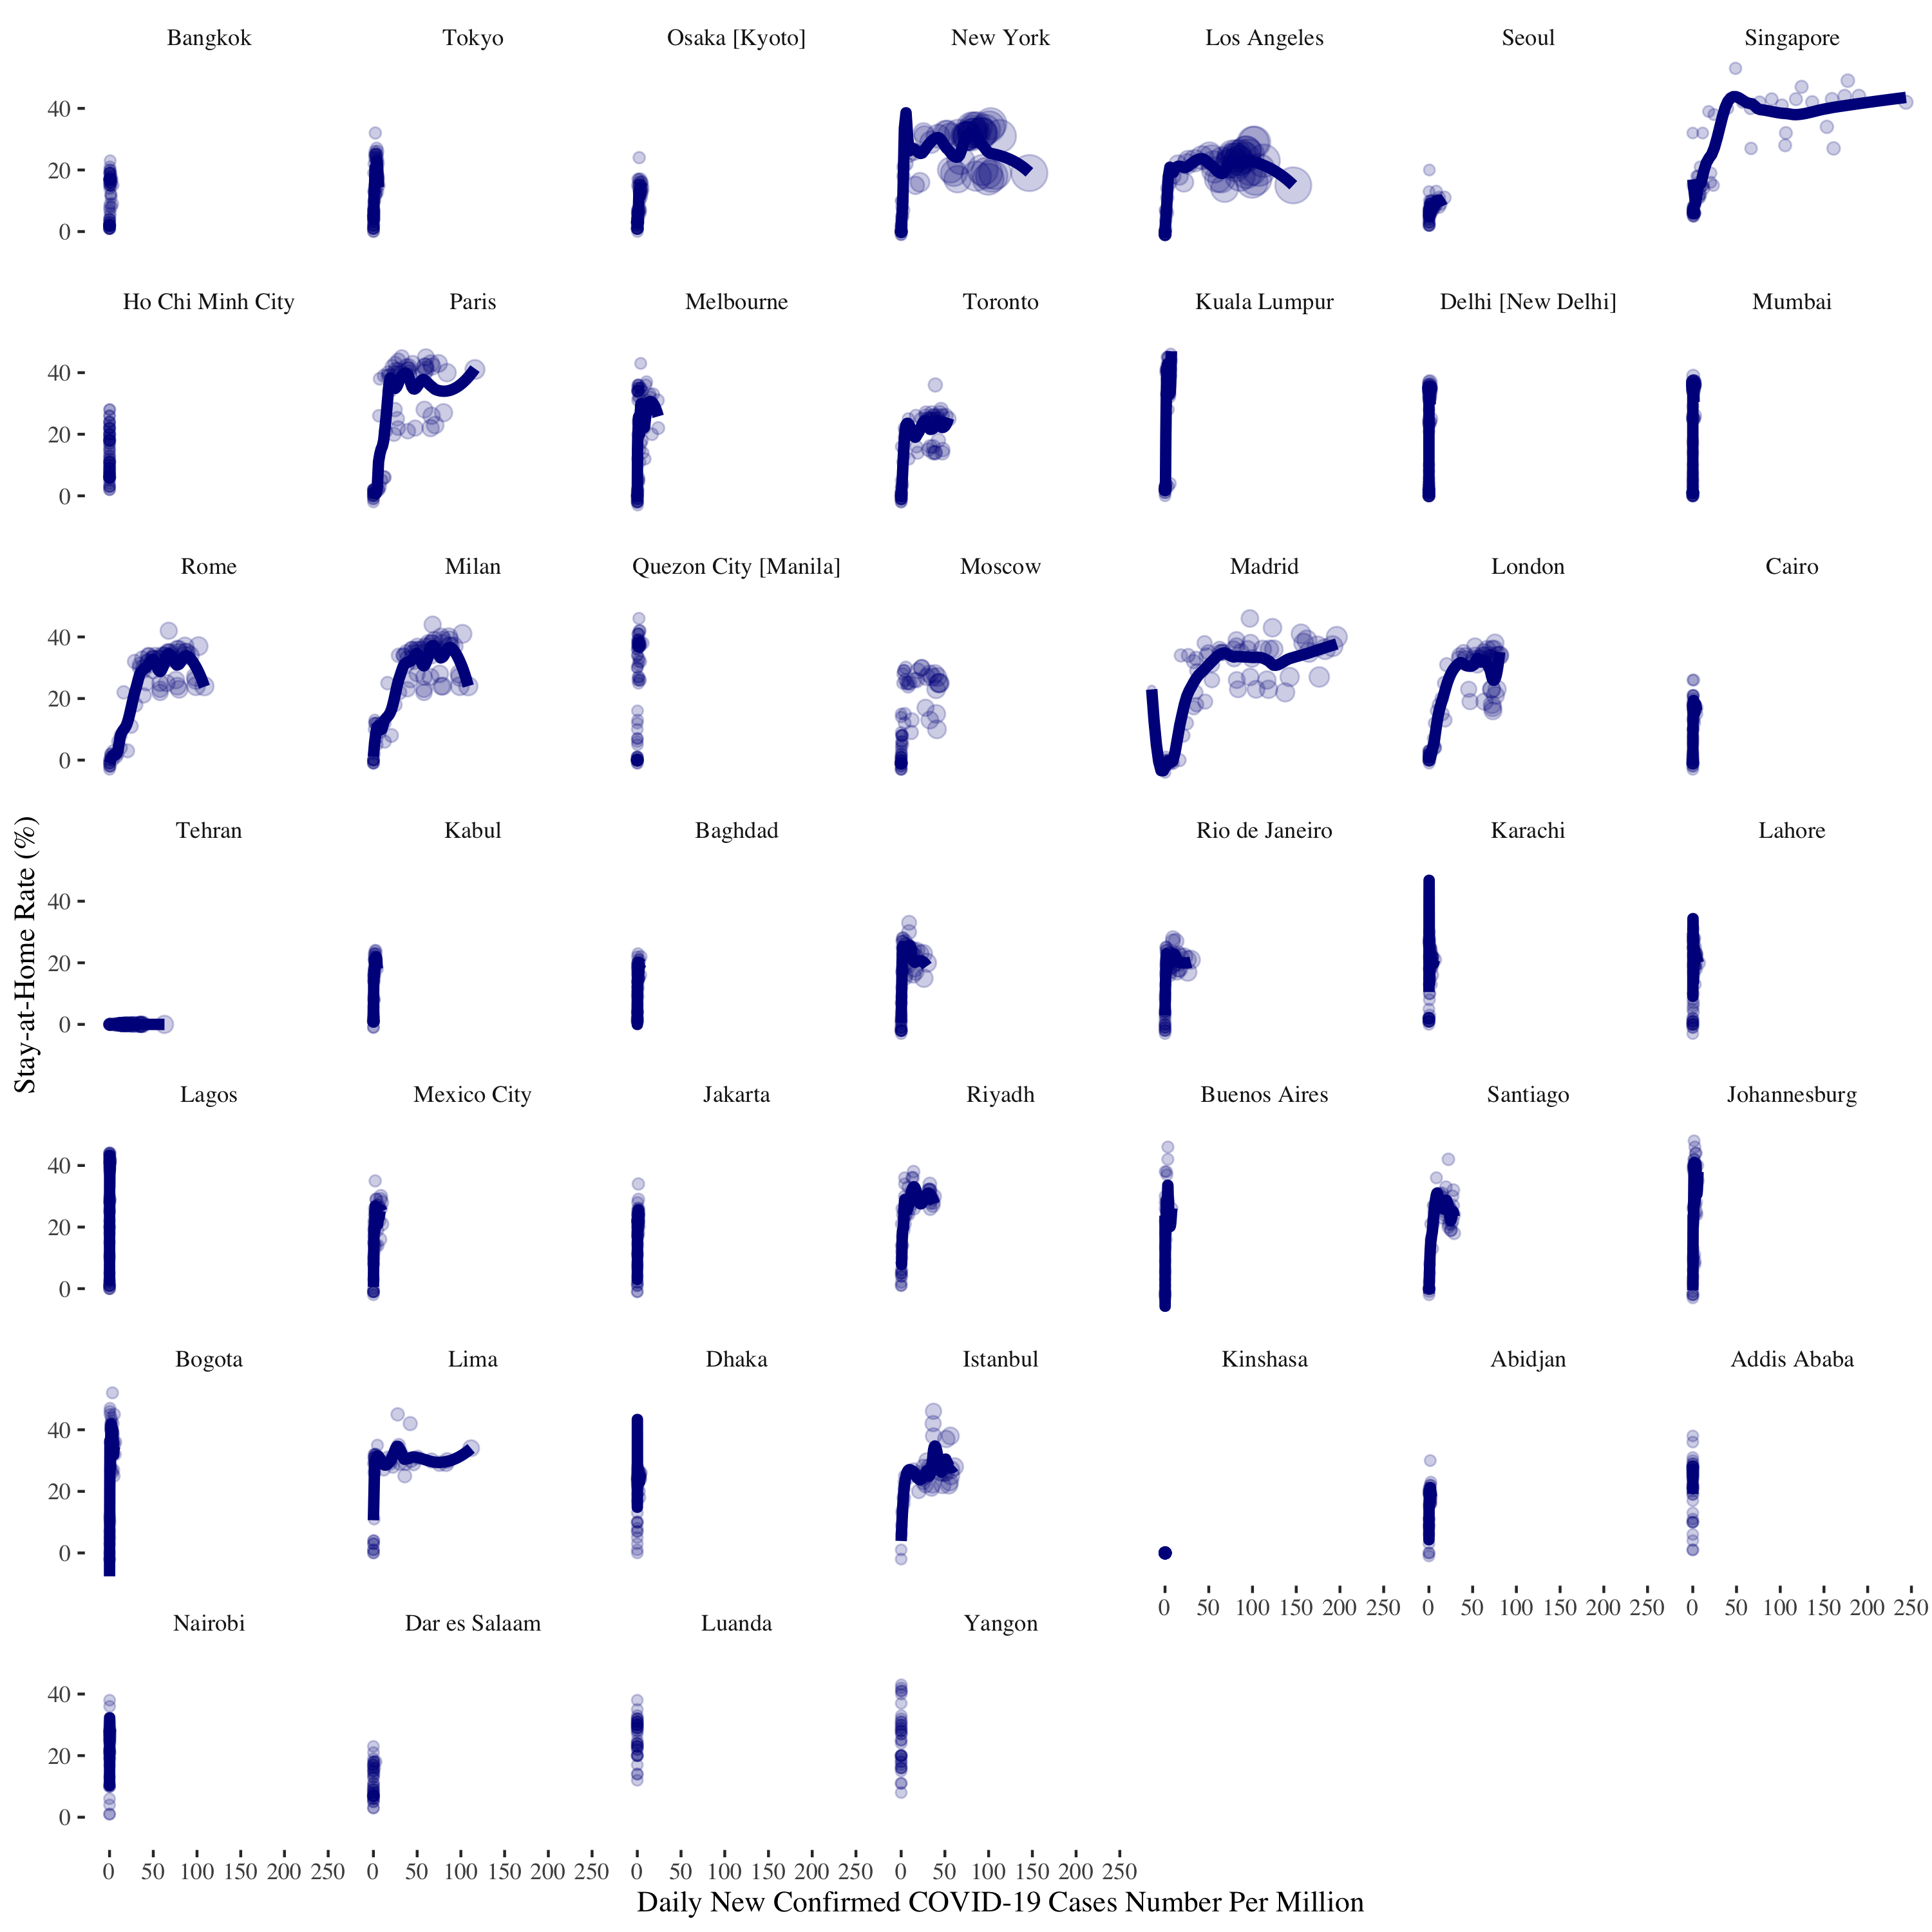 Bangkok Tokyo Osaka [Kyoto] New York Los Angeles Seoul Singapore
40
20
0
Ho Chi Minh City Paris Melbourne Toronto Kuala Lumpur Delhi [New Delhi] Mumbai
40
20
0
Rome Milan Quezon City [Manila] Moscow Madrid London Cairo
40
20
0
Tehran Kabul Baghdad Rio de Janeiro Karachi Lahore
40
20
0
Stay-at-Home Rate (%)
Lagos Mexico City Jakarta Riyadh Buenos Aires Santiago Johannesburg
40
20
0
Bogota Lima Dhaka Istanbul Kinshasa Abidjan Addis Ababa
40
20
0
0 50 100 150 200 250 0 50 100 150 200 250 0 50 100 150 200 250
Nairobi Dar es Salaam Luanda Yangon
40
20
0
0 50 100 150 200 250 0 50 100 150 200 250 0 50 100 150 200 250 0 50 100 150 200 250
Daily New Confirmed COVID-19 Cases Number Per Million